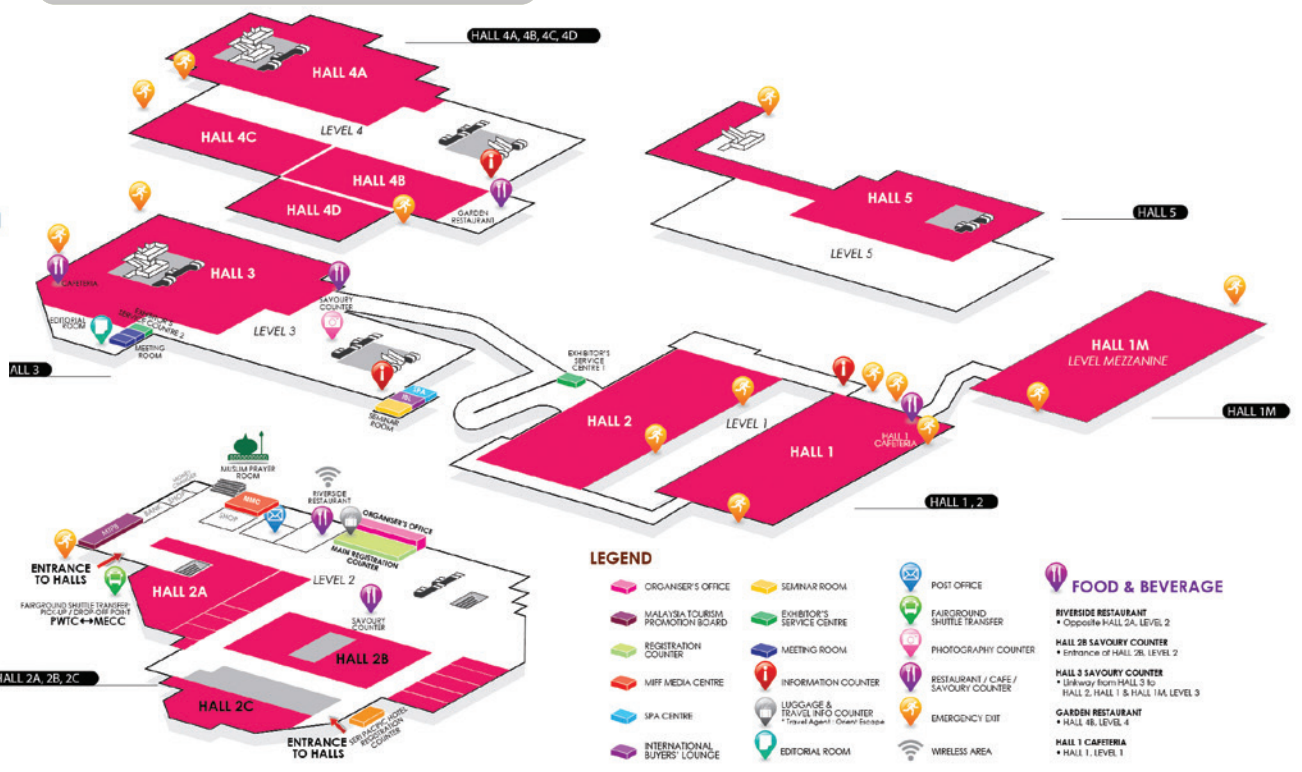 HALL 4A, 4B, 4C, 4D
HALL 4A
LEVEL 4
HALL 4C
HALL 4B
HALL 4D
GARDEN
RESTAURANT
HALL 5
LEVEL 5
HALL 5
HALL 3
CAFETERIA
EDITORIAL
ROOM
EXHIBITOR'S
SERVICE COUNTRE 2
MEETING
ROOM
LEVEL 3
SAVOURY
COUNTER
SEMINAR
ROOM
ALL 3
EXHIBITOR'S
SERVICE
CENTRE 1
HALL 2
LEVEL 1
HALL 1
HALL 1
CAFETERIA
HALL 1M
LEVEL MEZZANINE
HALL 1M
HALL 1, 2
MUSLIM PRAYER
ROOM
MONEY
CHANGER
SHOP
BANK
MTPB
MMC
SHOP
RIVERSIDE
RESTAURANT
ORGANISER'S OFFICE
MAIN REGISTRATION
COUNTER
ENTRANCE
TO HALLS
FAIRGROUND SHUTTLE TRANSFER:
PICK-UP / DROP-OFF POINT
PWTC↔MECC
HALL 2A
LEVEL 2
SAVOURY
COUNTER
HALL 2B
HALL 2C
HALL 2A, 2B, 2C
ENTRANCE
TO HALLS
SERI PACIFIC HOTEL
REGISTRATION
COUNTER
LEGEND
ORGANISER'S OFFICE
MALAYSIA TOURISM
PROMOTION BOARD
REGISTRATION
COUNTER
MIFF MEDIA CENTRE
SPA CENTRE
INTERNATIONAL
BUYERS' LOUNGE
SEMINAR ROOM
EXHIBITOR'S
SERVICE CENTRE
MEETING ROOM
INFORMATION COUNTER
LUGGAGE &
TRAVEL INFO COUNTER
* Travel Agent : Orient Escape
EDITORIAL ROOM
POST OFFICE
FAIRGROUND
SHUTTLE TRANSFER
PHOTOGRAPHY COUNTER
RESTAURANT / CAFE /
SAVOURY COUNTER
EMERGENCY EXIT
WIRELESS AREA
FOOD & BEVERAGE
RIVERSIDE RESTAURANT
• Opposite HALL 2A, LEVEL 2
HALL 2B SAVOURY COUNTER
• Entrance of HALL 2B, LEVEL 2
HALL 3 SAVOURY COUNTER
• Linkway from HALL 3 to
HALL 2, HALL 1 & HALL 1M, LEVEL 3
GARDEN RESTAURANT
• HALL 4B, LEVEL 4
HALL 1 CAFETERIA
• HALL 1, LEVEL 1